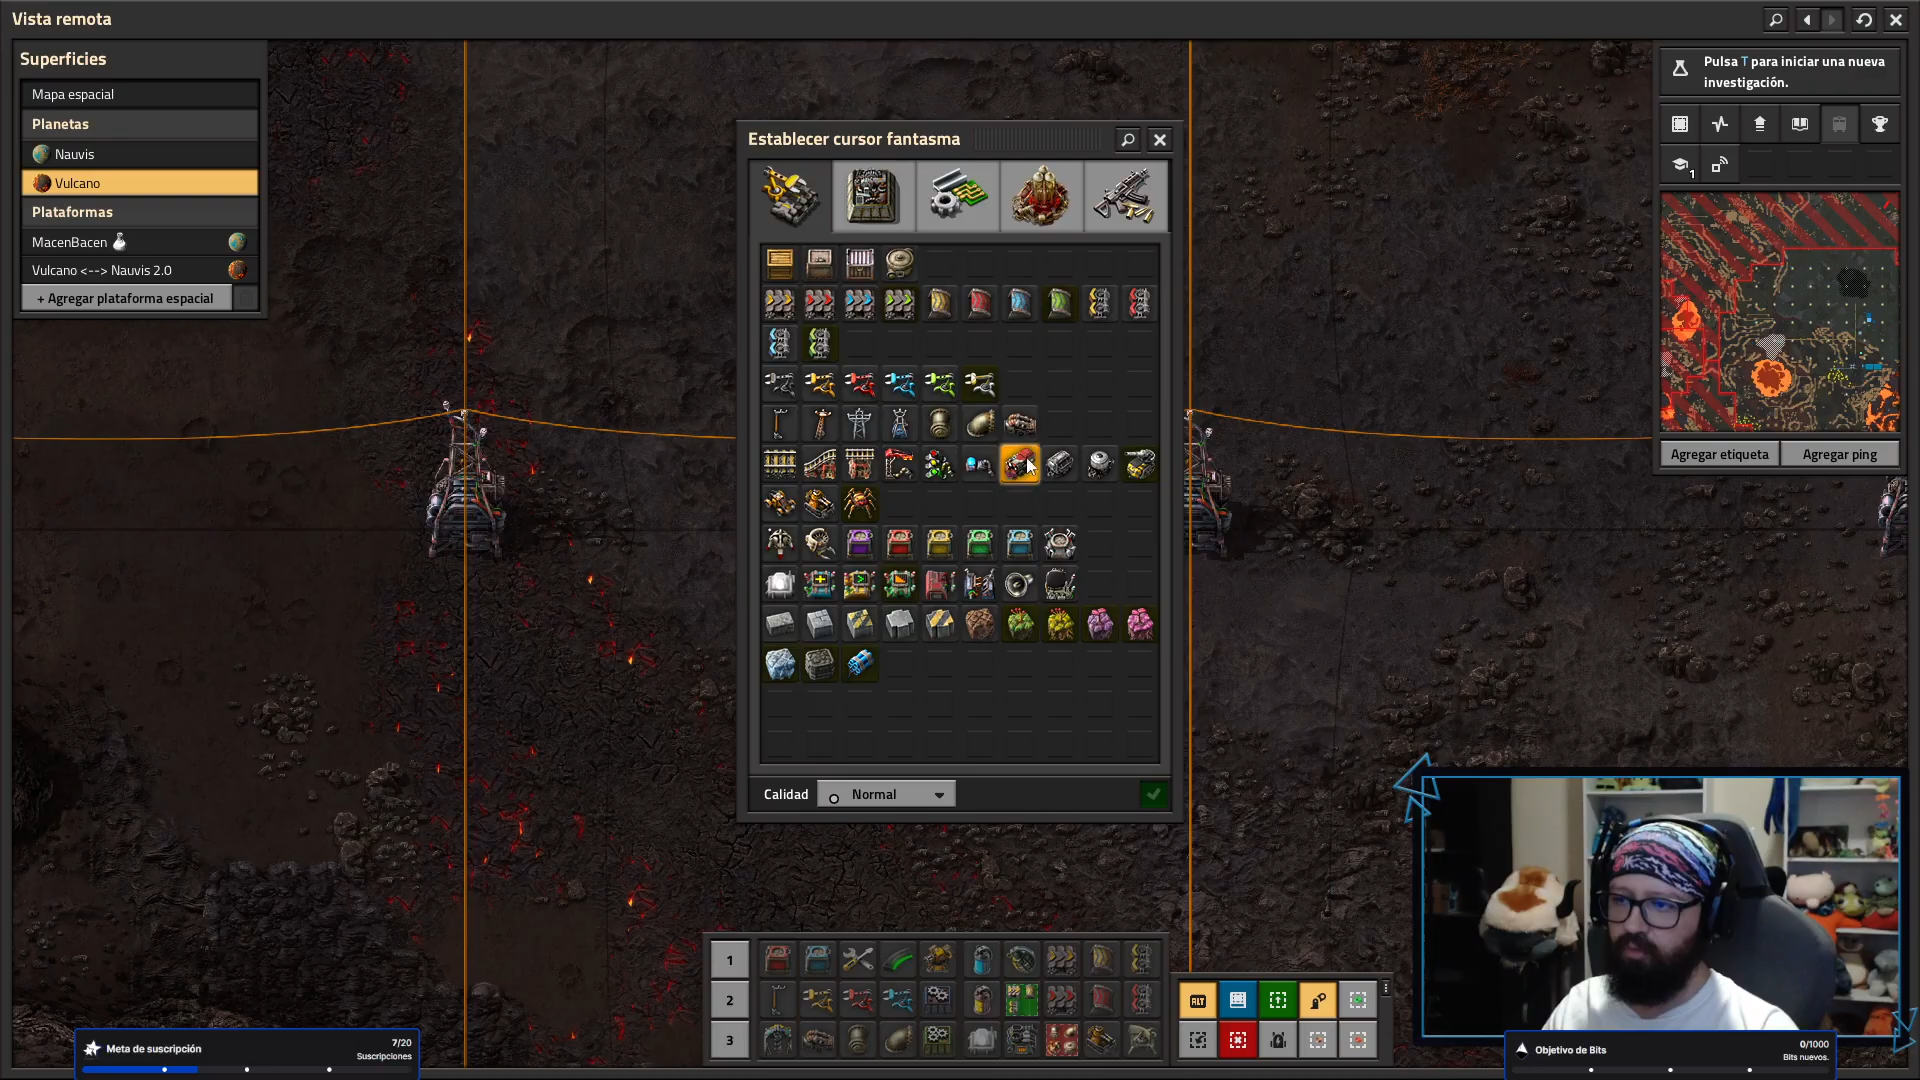 Vista remota
Superficies
Mapa espacial
Planetas
Nauvis
Vulcano
Plataformas
MacenBacen
Vulcano <--> Nauvis 2.0
+ Agregar plataforma espacial
Establecer cursor fantasma
Calidad
Normal
Pulsa T para iniciar una nueva
investigación.
1
Agregar etiqueta
Agregar ping
1
2
3
ALT
Meta de suscripción
7/20
Suscripciones
Objetivo de Bits
0/1000
Bits nuevos.